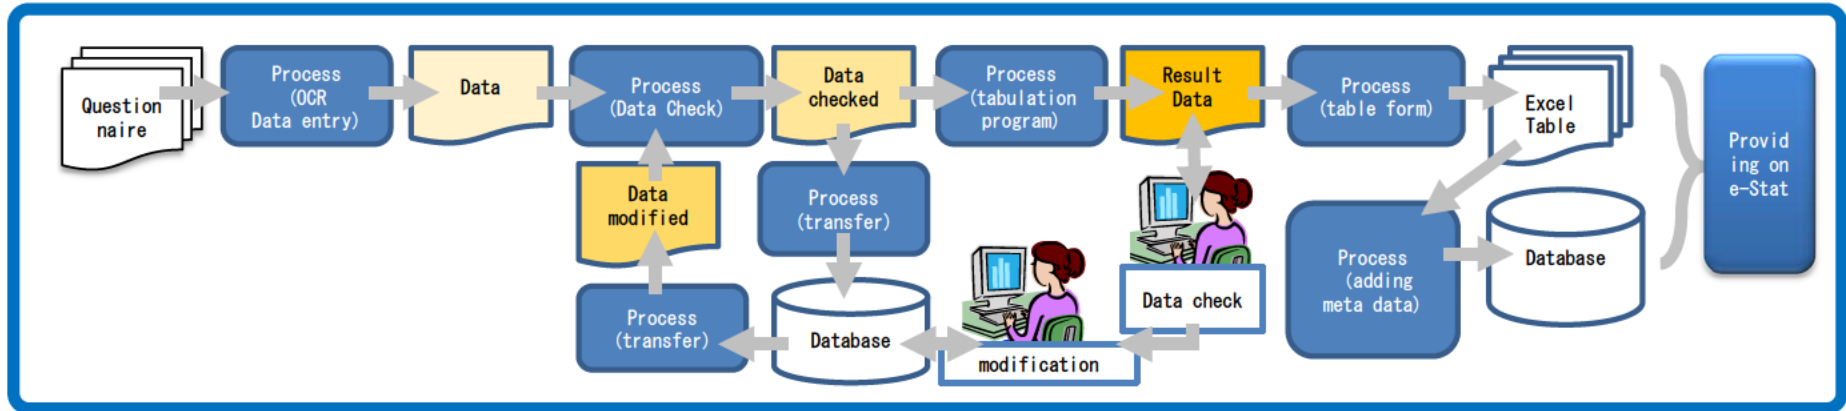 Question
naire
Process
(OCR
Data entry)
Data
Process
(Data Check)
Data
checked
Process
(tabulation
program)
Result
Data
Process
(table form)
Excel
Table
Provid
ing on
e-Stat
Data
modified
Process
(transfer)
Process
(transfer)
Database
modification
Data check
Process
(adding
meta data)
Database